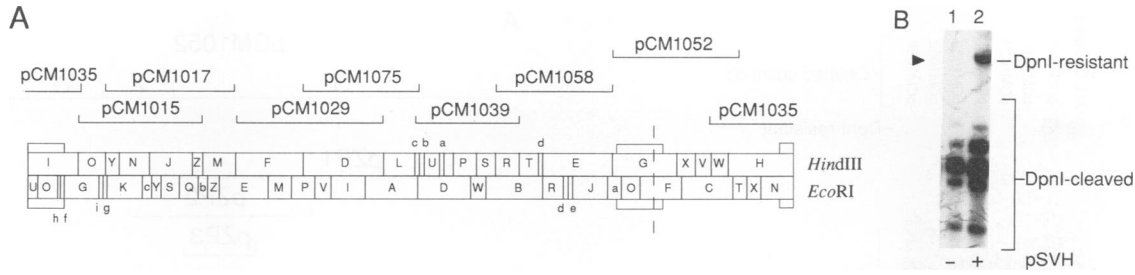 A
B
1 2
pCM1052
pCM1035 pCM1017 pCM1075 pCM1058
pCM1015 pCM1029 pCM1039 pCM1035
DpnI-resistant
c b a d
I O Y N J Z M F D L U P S R T E G X V W H HindIII
U O G K c Y S Q b Z E M P V I A D W B R J a O F C T X N EcoRI
h f i g d e
DpnI-cleaved
– + pSVH